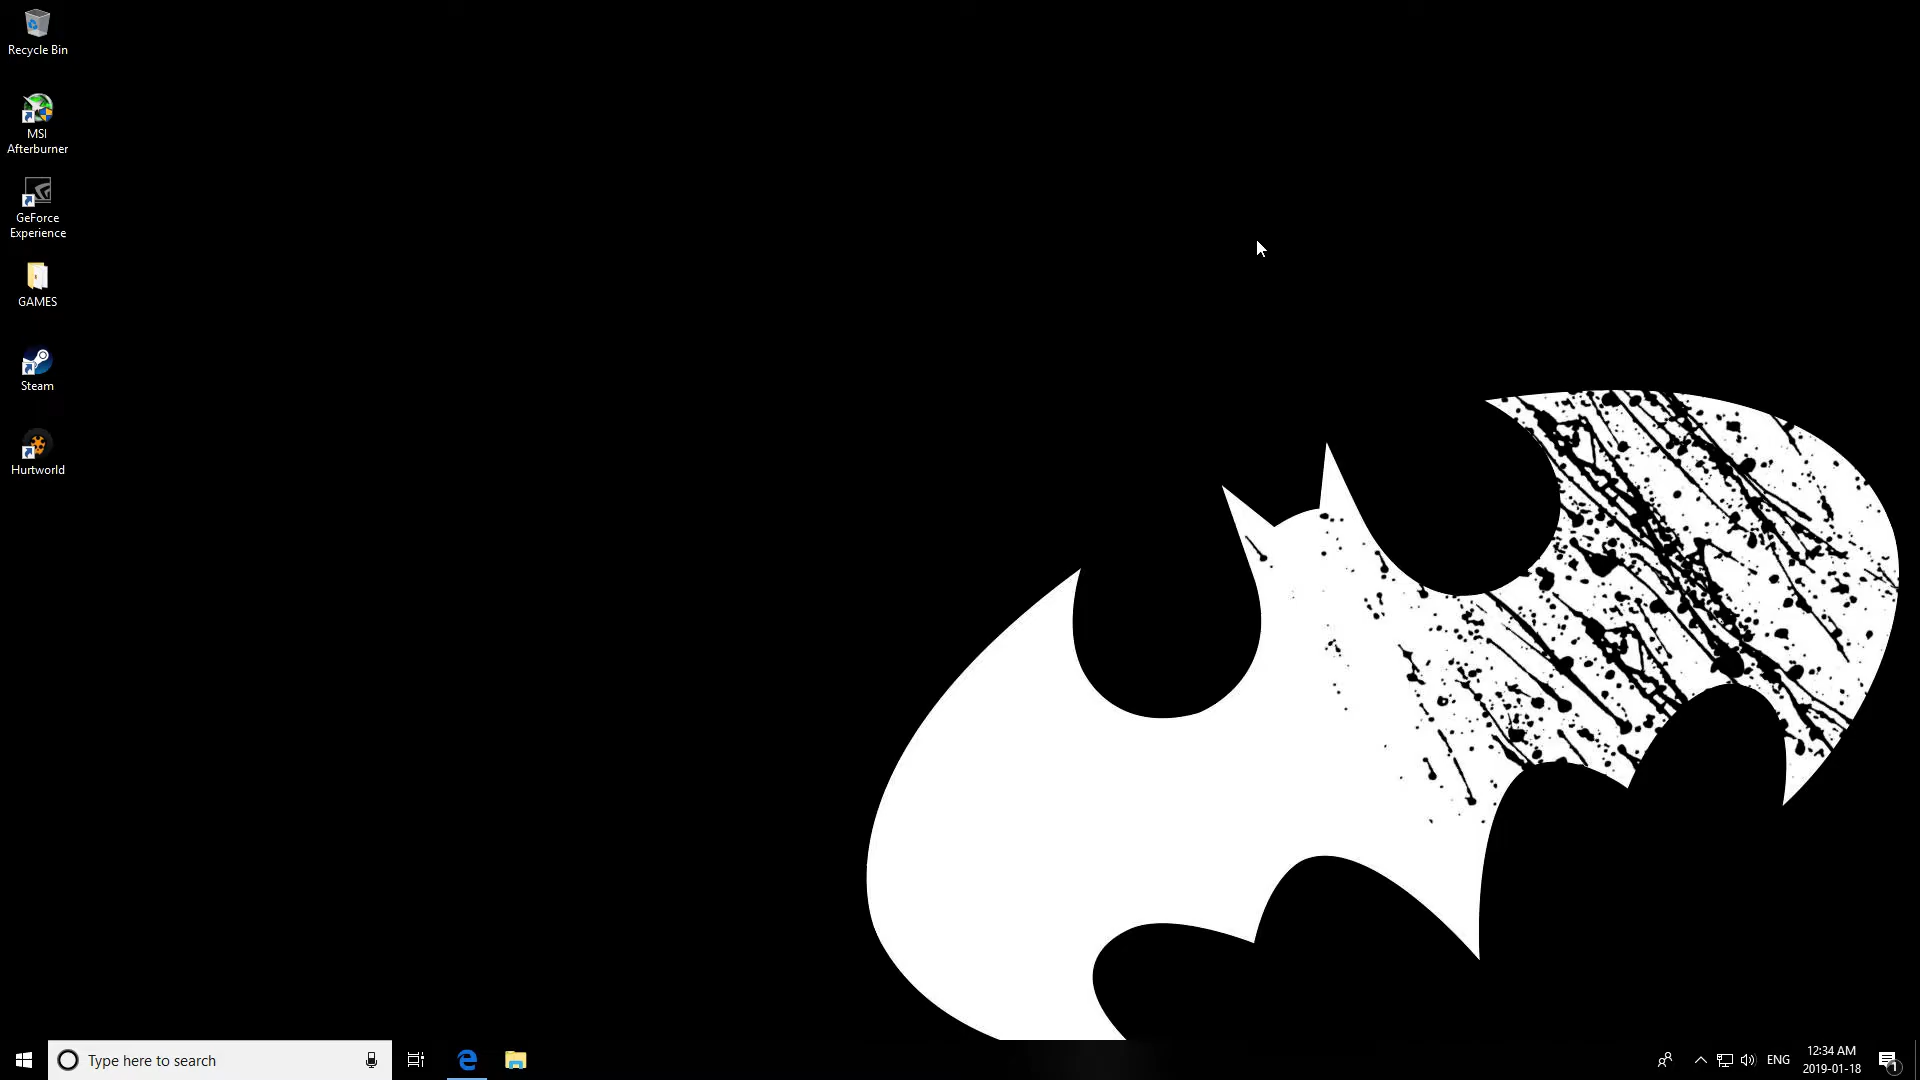 Recycle Bin
MSI
Afterburner
GeForce
Experience
GAMES
Steam
Hurtworld
Type here to search
ENG
12:34 AM
2019-01-18
1